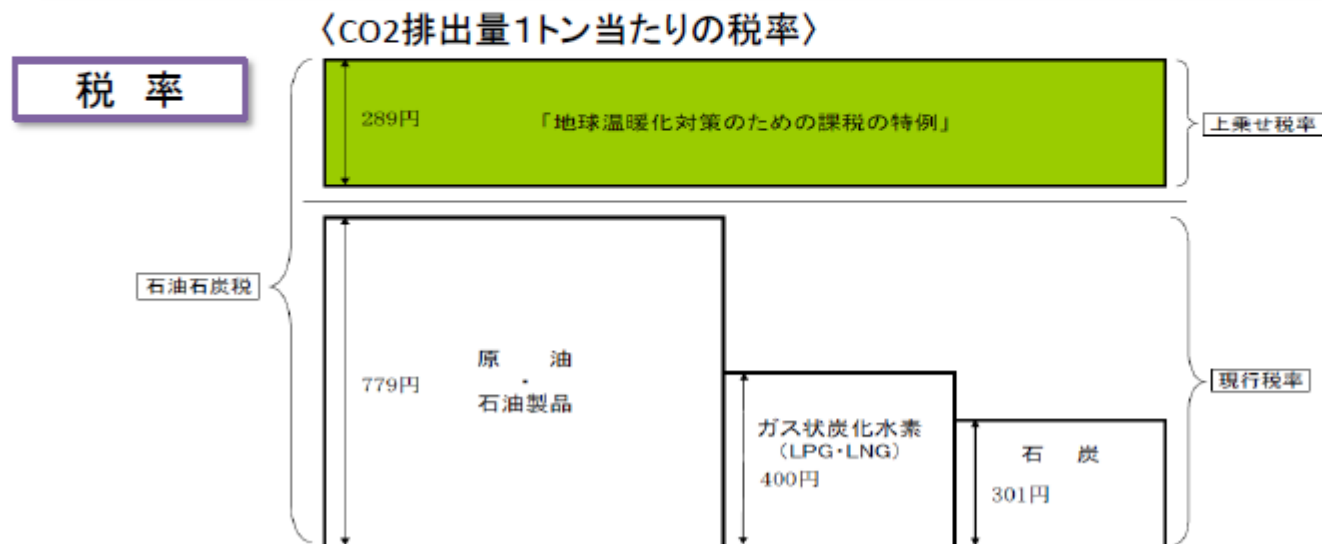 〈CO2排出量1トン当たりの税率〉
税 率
289円
「地球温暖化対策のための課税の特例」
上乗せ税率
石油石炭税
779円
原 油
・
石油製品
ガス状炭化水素
（LPG・LNG）
400円
石 炭
301円
現行税率